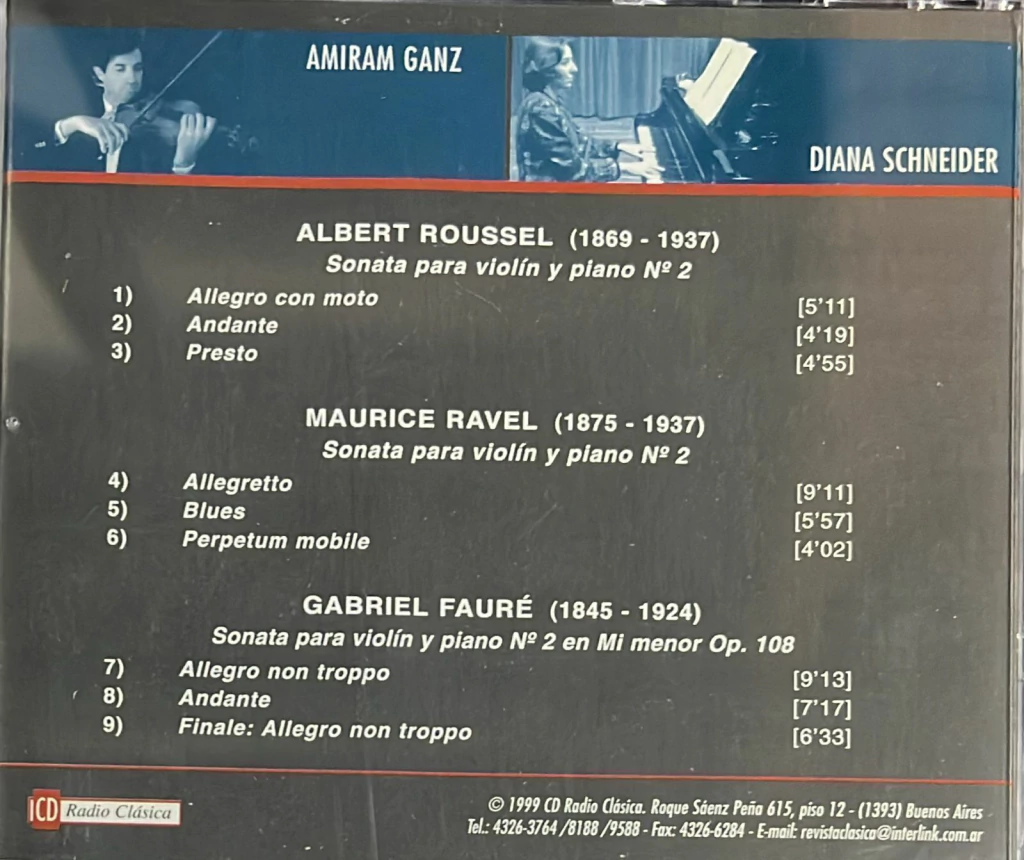 AMIRAM GANZ
DIANA SCHNEIDER
ALBERT ROUSSEL (1869 - 1937)
Sonata para violín y piano Nº 2
1) Allegro con moto [5'11]
2) Andante [4'19]
3) Presto [4'55]
MAURICE RAVEL (1875 - 1937)
Sonata para violín y piano Nº 2
4) Allegretto [9'11]
5) Blues [5'57]
6) Perpetum mobile [4'02]
GABRIEL FAURÉ (1845 - 1924)
Sonata para violín y piano Nº 2 en Mi menor Op. 108
7) Allegro non troppo [9'13]
8) Andante [7'17]
9) Finale: Allegro non troppo [6'33]
ICD Radio Clásica
© 1999 CD Radio Clásica. Roque Sáenz Peña 615, piso 12 - (1393) Buenos Aires
Tel.: 4326-3764 /8188 /9588 - Fax: 4326-6284 - E-mail: revistaclasica@interlink.com.ar